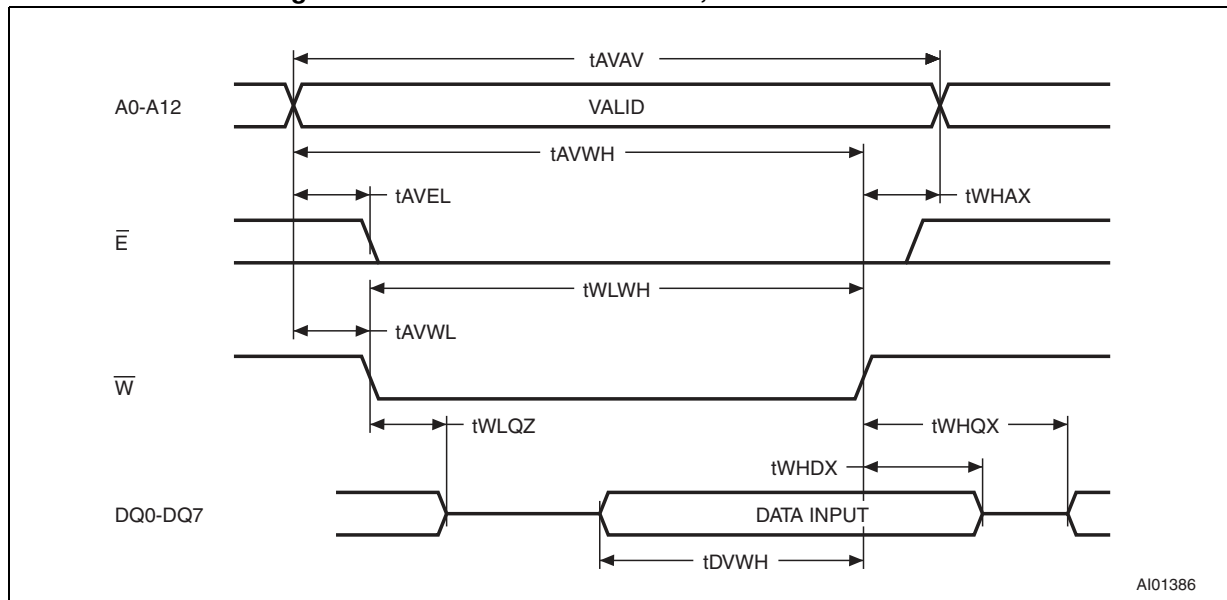 tAVAV
A0-A12
VALID
tAVWH
tAVEL
tWHAX
E
tWLWH
tAVWL
W
tWLQZ
tWHQX
tWHDX
DQ0-DQ7
DATA INPUT
tDVWH
AI01386